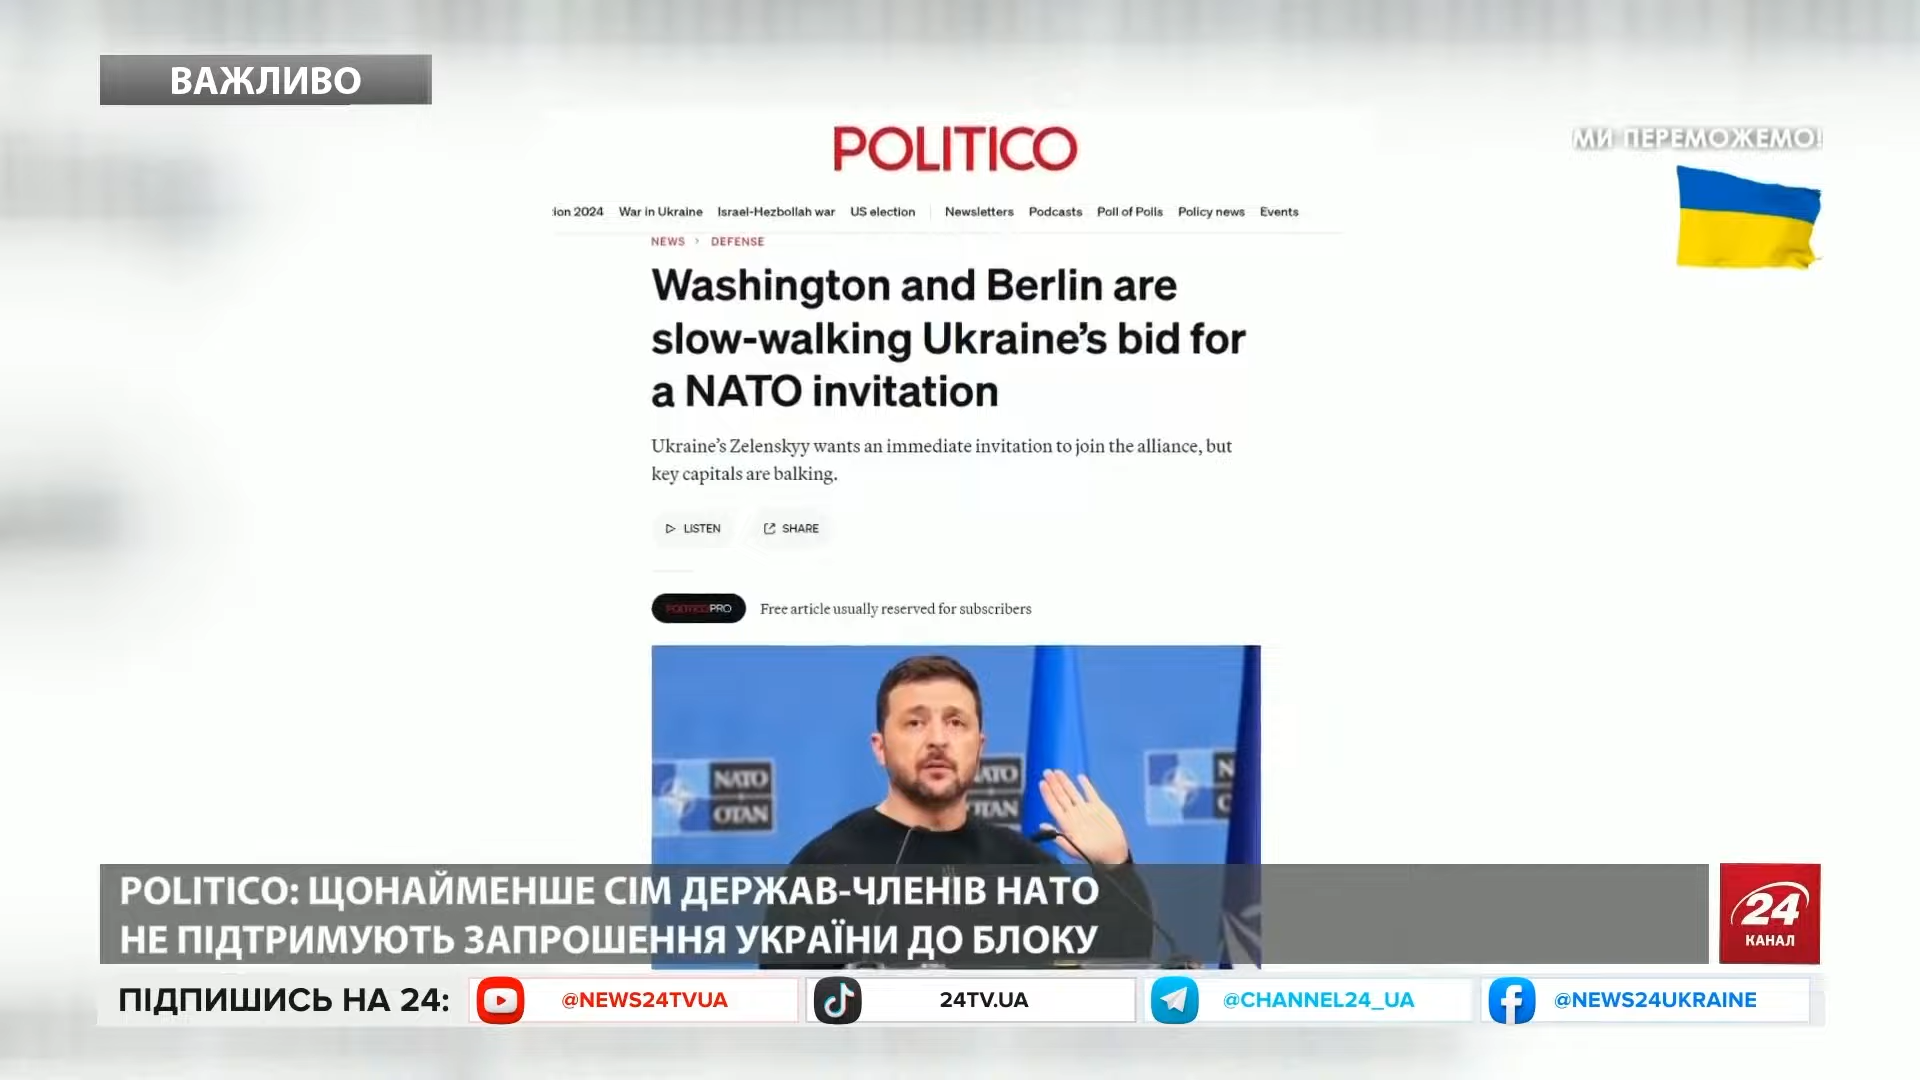 ВАЖЛИВО
МИ ПЕРЕМОЖЕМО!
POLITICO
ion 2024 War in Ukraine Israel-Hezbollah war US election Newsletters Podcasts Poll of Polls Policy news Events
NEWS › DEFENSE
Washington and Berlin are
slow-walking Ukraine’s bid for
a NATO invitation
Ukraine’s Zelenskyy wants an immediate invitation to join the alliance, but
key capitals are balking.
LISTEN SHARE
POLITICO PRO Free article usually reserved for subscribers
NATO
OTAN
ATO
OTAN
N
POLITICO: ЩОНАЙМЕНШЕ СІМ ДЕРЖАВ-ЧЛЕНІВ НАТО
НЕ ПІДТРИМУЮТЬ ЗАПРОШЕННЯ УКРАЇНИ ДО БЛОКУ
24
КАНАЛ
ПІДПИШИСЬ НА 24: @NEWS24TVUA 24TV.UA @CHANNEL24_UA @NEWS24UKRAINE